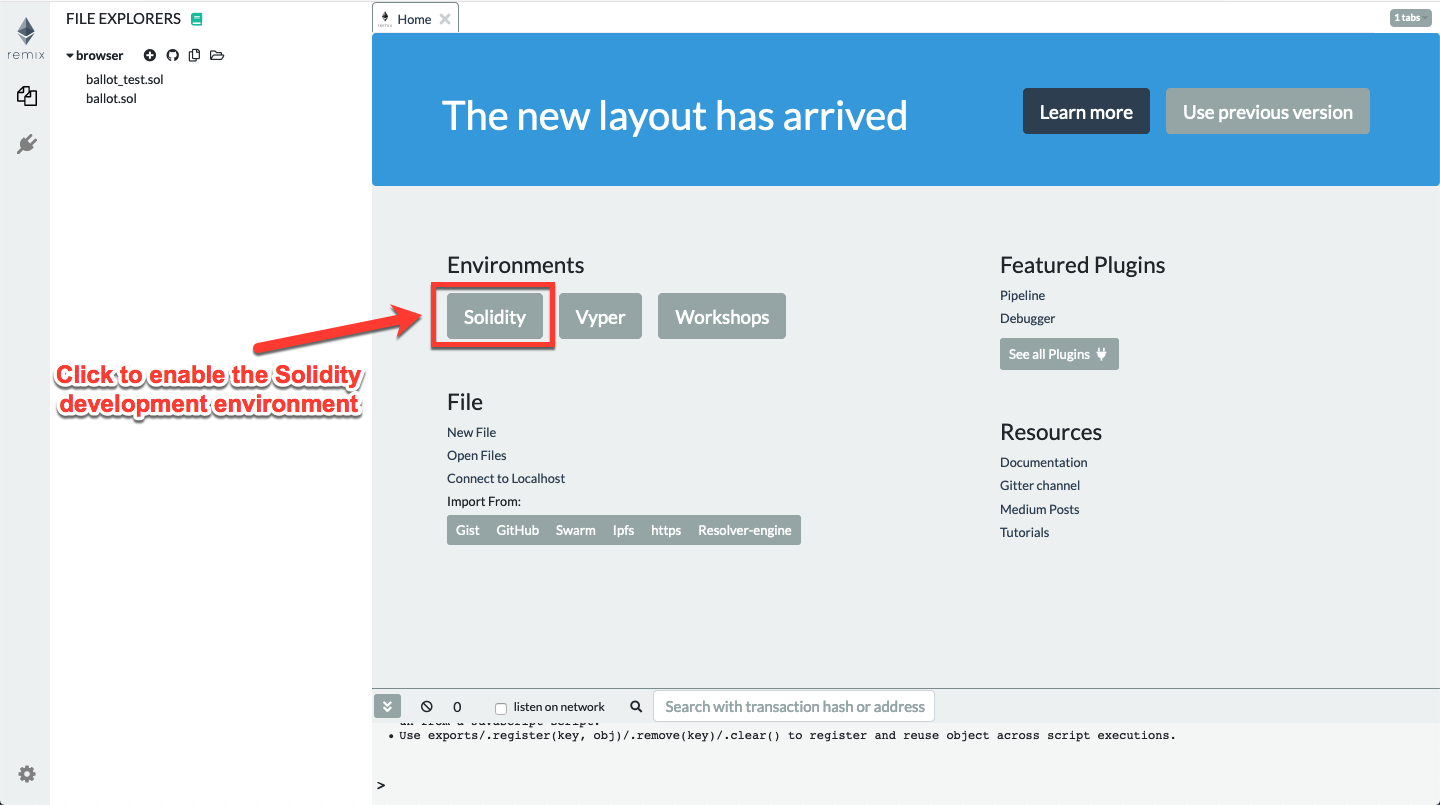 remix
FILE EXPLORERS
browser
ballot_test.sol
ballot.sol
Home
1 tabs
The new layout has arrived
Learn more
Use previous version
Environments
Solidity
Vyper
Workshops
Click to enable the Solidity
development environment
File
New File
Open Files
Connect to Localhost
Import From:
Gist GitHub Swarm Ipfs https Resolver-engine
Featured Plugins
Pipeline
Debugger
See all Plugins
Resources
Documentation
Gitter channel
Medium Posts
Tutorials
0
listen on network
Search with transaction hash or address
from a JavaScript script.
• Use exports/.register(key, obj)/.remove(key)/.clear() to register and reuse object across script executions.
>